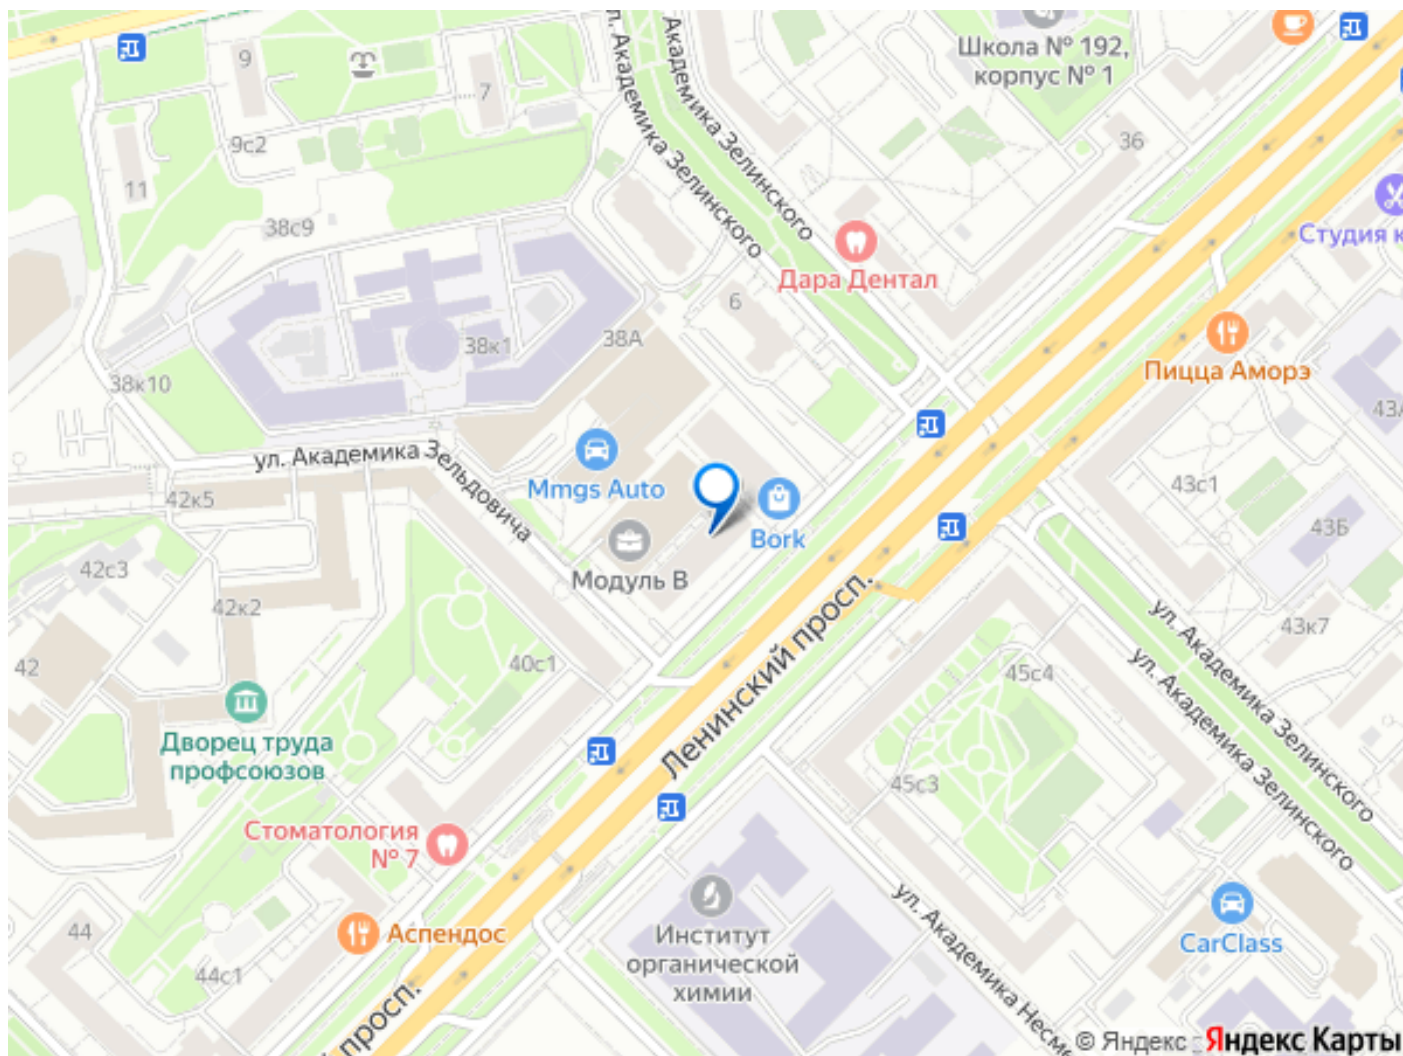 Школа № 192,
корпус № 1
ул. Академика Зелинского
Академика Зелинского
9
7
9с2
11
36
38с9
Студия к
Дара Дентал
6
38А
38к1
Пицца Аморэ
38к10
43А
ул. Академика Зельдовича
Mmgs Auto
42к5
43с1
Bork
43Б
Модуль В
42с3
42к2
43к7
42
40с1
45с4
Ленинский просп.
ул. Академика Зелинского
ул. Академика Зелинского
Дворец труда
профсоюзов
45с3
Стоматология
№ 7
ул. Академика Несме
44
Аспендос
Институт
органической
химии
CarClass
44с1
й просп.
© Яндекс Яндекс Карты